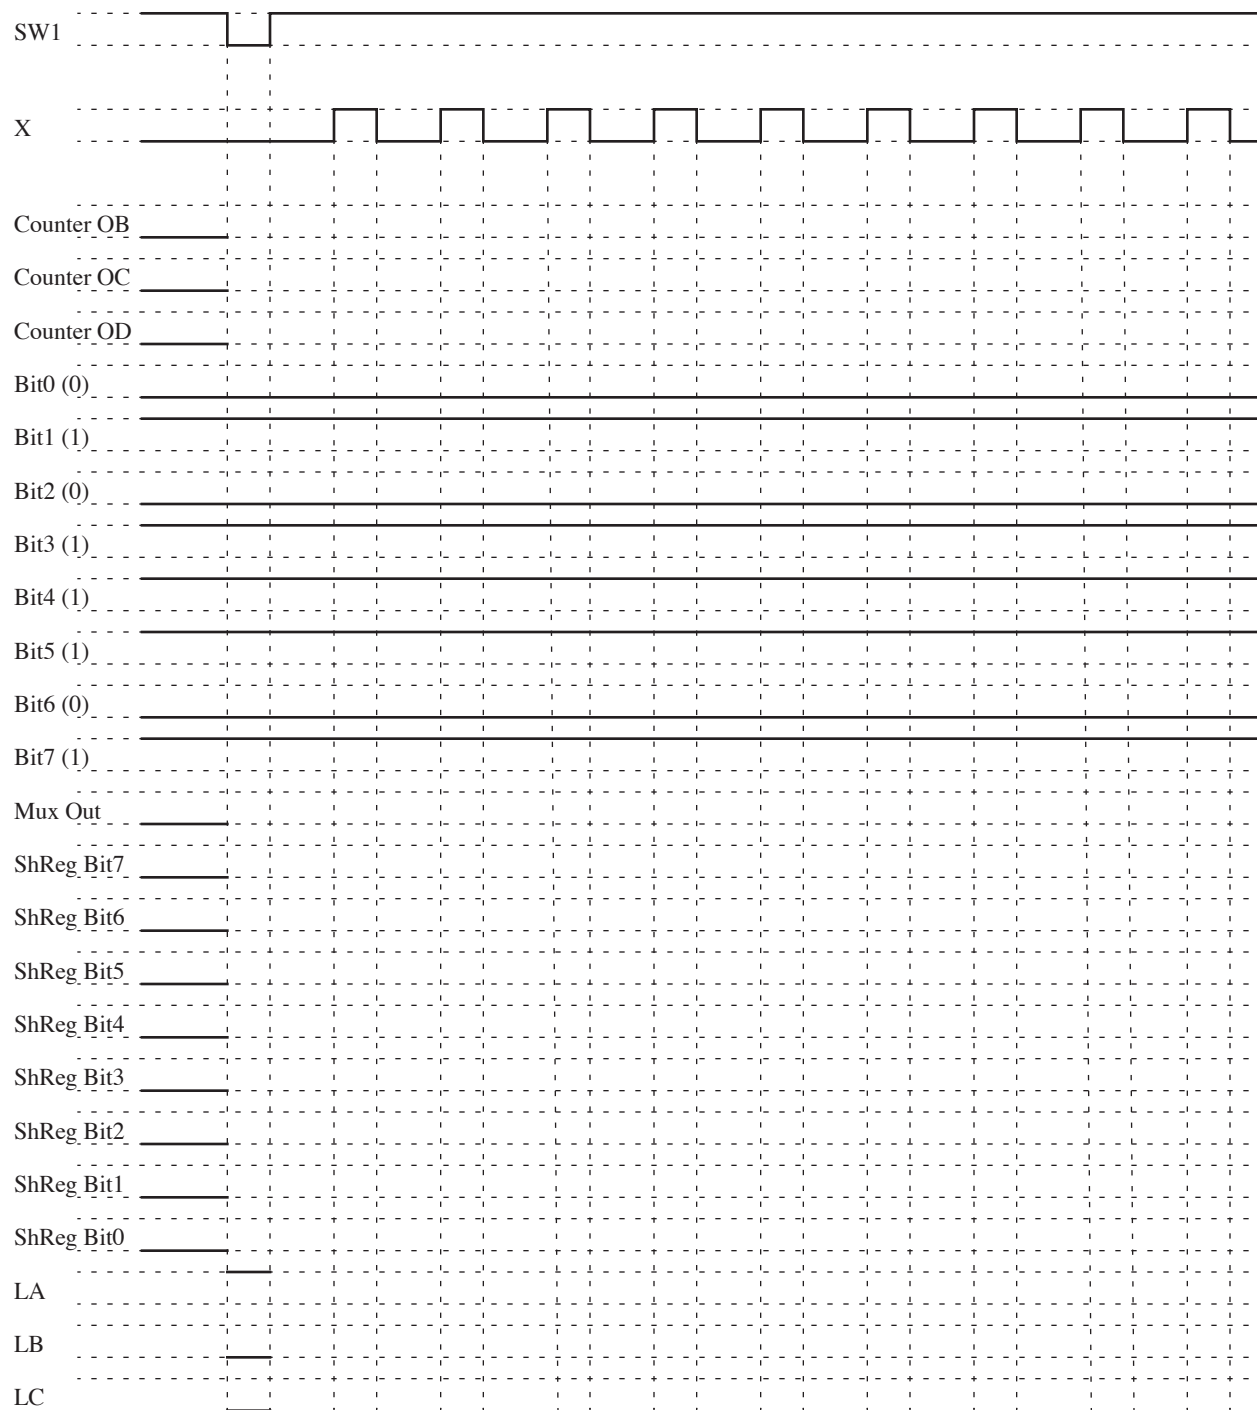 SW1
X
Counter OB
Counter OC
Counter OD
Bit0 (0)
Bit1 (1)
Bit2 (0)
Bit3 (1)
Bit4 (1)
Bit5 (1)
Bit6 (0)
Bit7 (1)
Mux Out
ShReg Bit7
ShReg Bit6
ShReg Bit5
ShReg Bit4
ShReg Bit3
ShReg Bit2
ShReg Bit1
ShReg Bit0
LA
LB
LC